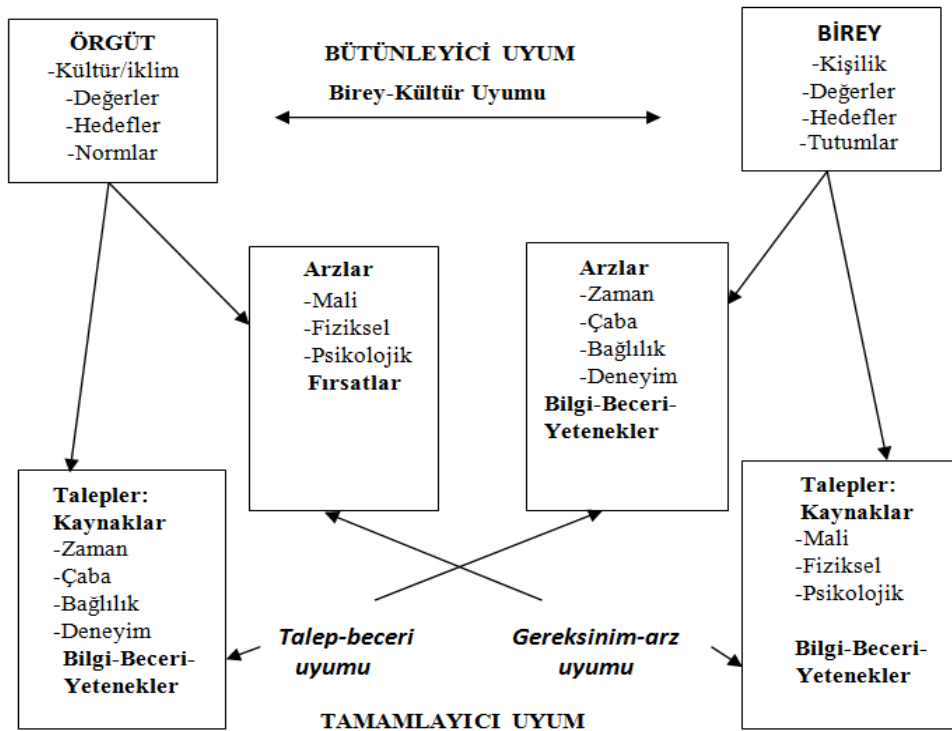 ÖRGÜT
-Kültür/iklim
-Değerler
-Hedefler
-Normlar
BÜTÜNLEYİCİ UYUM
Birey-Kültür Uyumu
BİREY
-Kişilik
-Değerler
-Hedefler
-Tutumlar
Arzlar
-Mali
-Fiziksel
-Psikolojik
Fırsatlar
Arzlar
-Zaman
-Çaba
-Bağlılık
-Deneyim
Bilgi-Beceri-
Yetenekler
Talepler:
Kaynaklar
-Zaman
-Çaba
-Bağlılık
-Deneyim
Bilgi-Beceri-
Yetenekler
Talep-beceri
uyumu
Gereksinim-arz
uyumu
Talepler:
Kaynaklar
-Mali
-Fiziksel
-Psikolojik
Bilgi-Beceri-
Yetenekler
TAMAMLAYICI UYUM